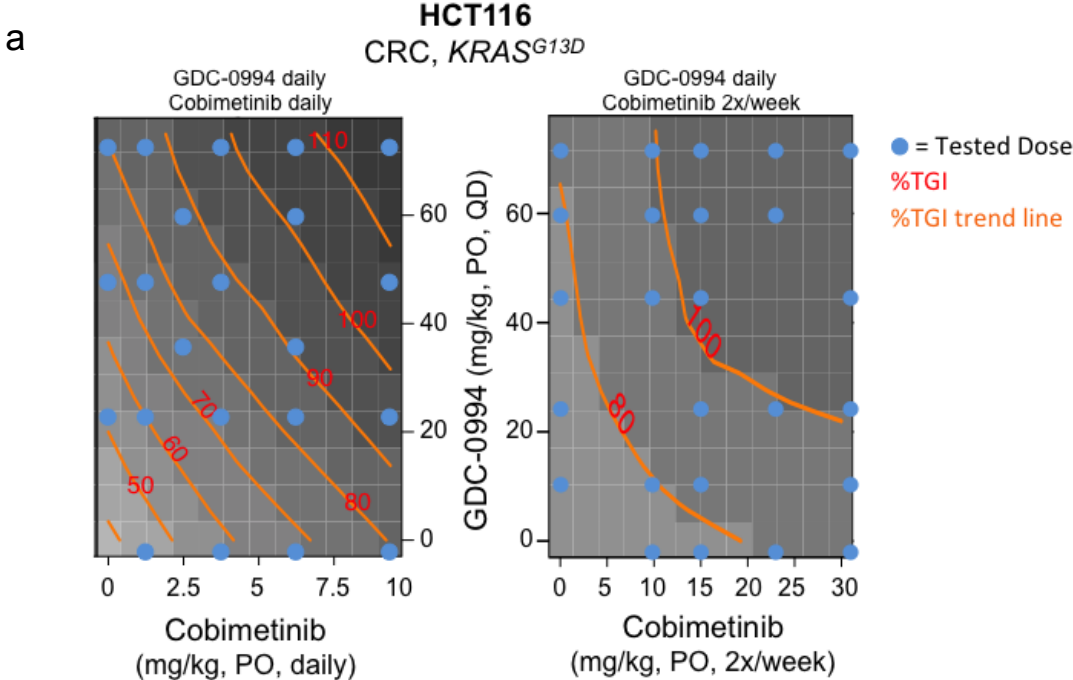 a
HCT116
CRC, KRAS^G13D
GDC-0994 daily
Cobimetinib daily
110
100
90
80
70
60
50
60
40
20
0
0 2.5 5 7.5 10
Cobimetinib
(mg/kg, PO, daily)
GDC-0994 daily
Cobimetinib 2x/week
GDC-0994 (mg/kg, PO, QD)
60
40
20
0
100
80
0 5 10 15 20 25 30
Cobimetinib
(mg/kg, PO, 2x/week)
= Tested Dose
%TGI
%TGI trend line